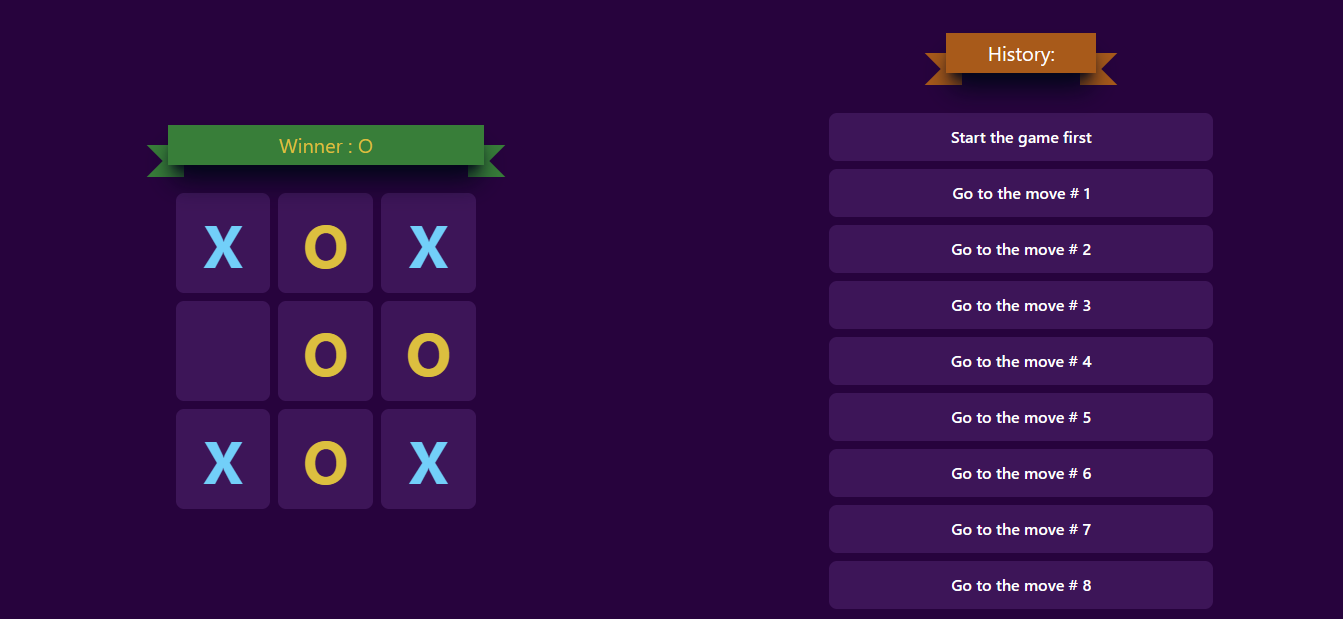 Winner : O
X O X
O O
X O X
History:
Start the game first
Go to the move # 1
Go to the move # 2
Go to the move # 3
Go to the move # 4
Go to the move # 5
Go to the move # 6
Go to the move # 7
Go to the move # 8